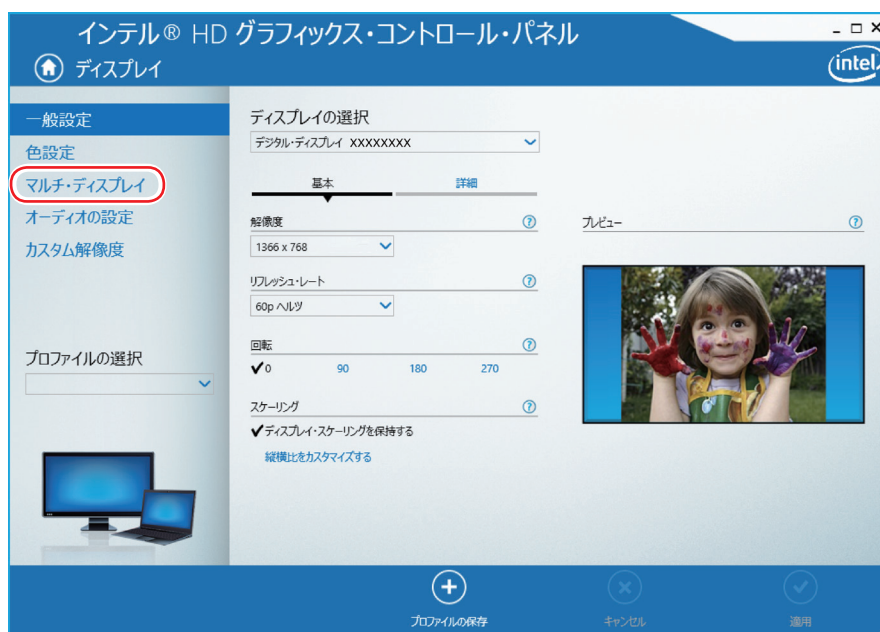 インテル® HD グラフィックス・コントロール・パネル
ディスプレイ
intel
一般設定
色設定
マルチ・ディスプレイ
オーディオの設定
カスタム解像度
プロファイルの選択
ディスプレイの選択
デジタル・ディスプレイ XXXXXXXX
基本 詳細
解像度 ?
1366 x 768
リフレッシュ・レート ?
60p ヘルツ
回転 ?
0 90 180 270
スケーリング ?
ディスプレイ・スケーリングを保持する
縦横比をカスタマイズする
プレビュー ?
プロファイルの保存 キャンセル 適用